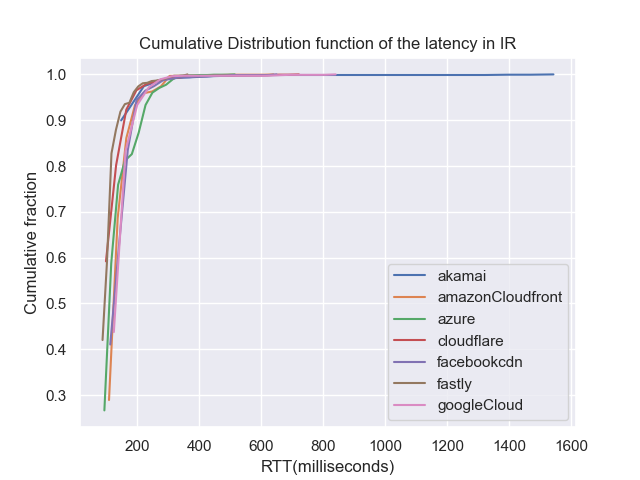 Cumulative Distribution function of the latency in IR
1.0
0.9
0.8
0.7
0.6
0.5
0.4
0.3
Cumulative fraction
akamai
amazonCloudfront
azure
cloudflare
facebookcdn
fastly
googleCloud
200 400 600 800 1000 1200 1400 1600
RTT(milliseconds)